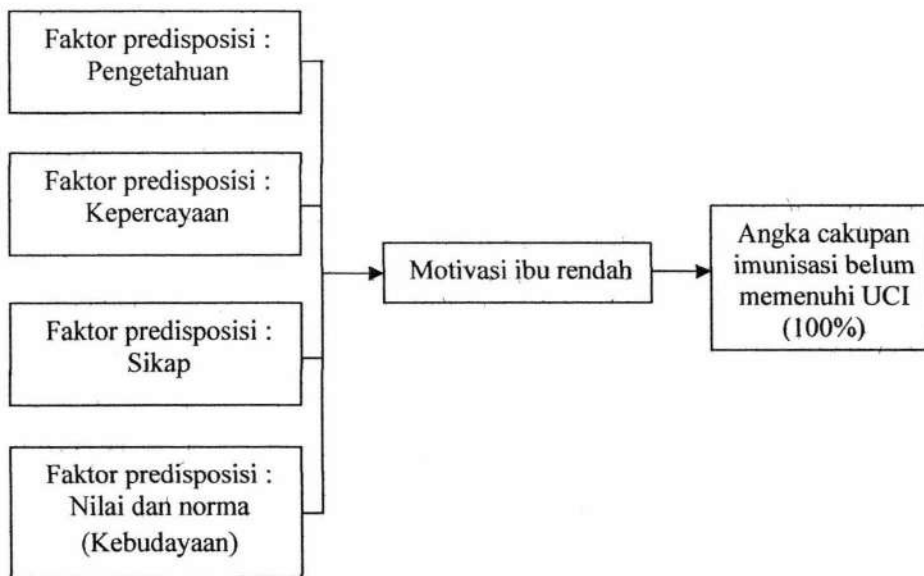 Faktor predisposisi :
Pengetahuan
Faktor predisposisi :
Kepercayaan
Faktor predisposisi :
Sikap
Faktor predisposisi :
Nilai dan norma
(Kebudayaan)
Motivasi ibu rendah
Angka cakupan
imunisasi belum
memenuhi UCI
(100%)